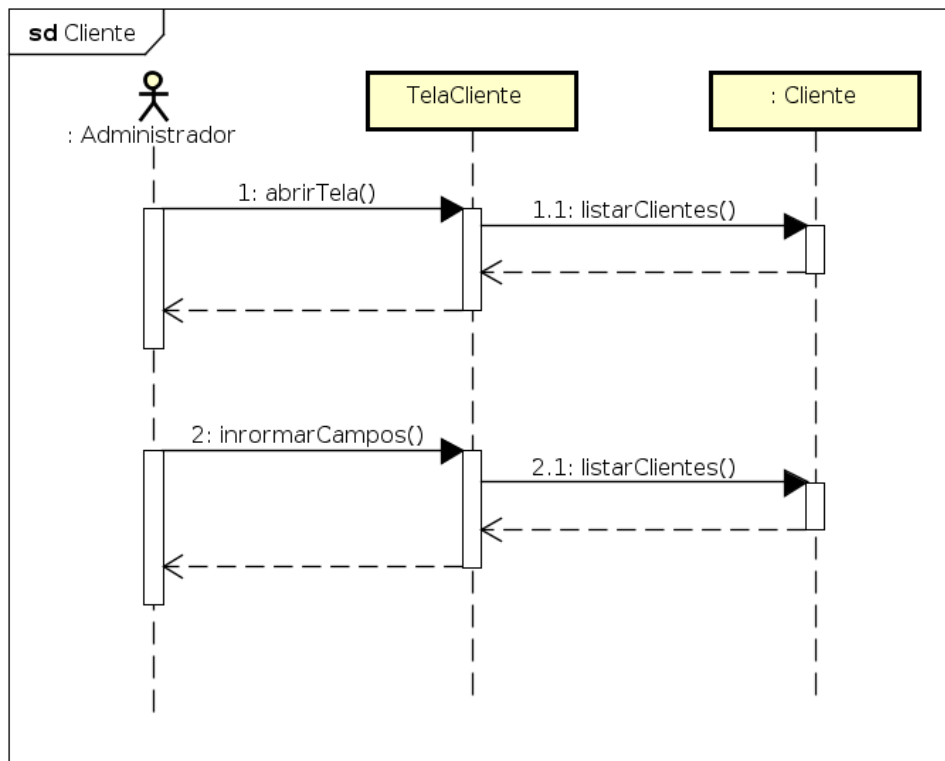 sd Cliente
: Administrador
TelaCliente
: Cliente
1: abrirTela()
1.1: listarClientes()
2: inrormarCampos()
2.1: listarClientes()